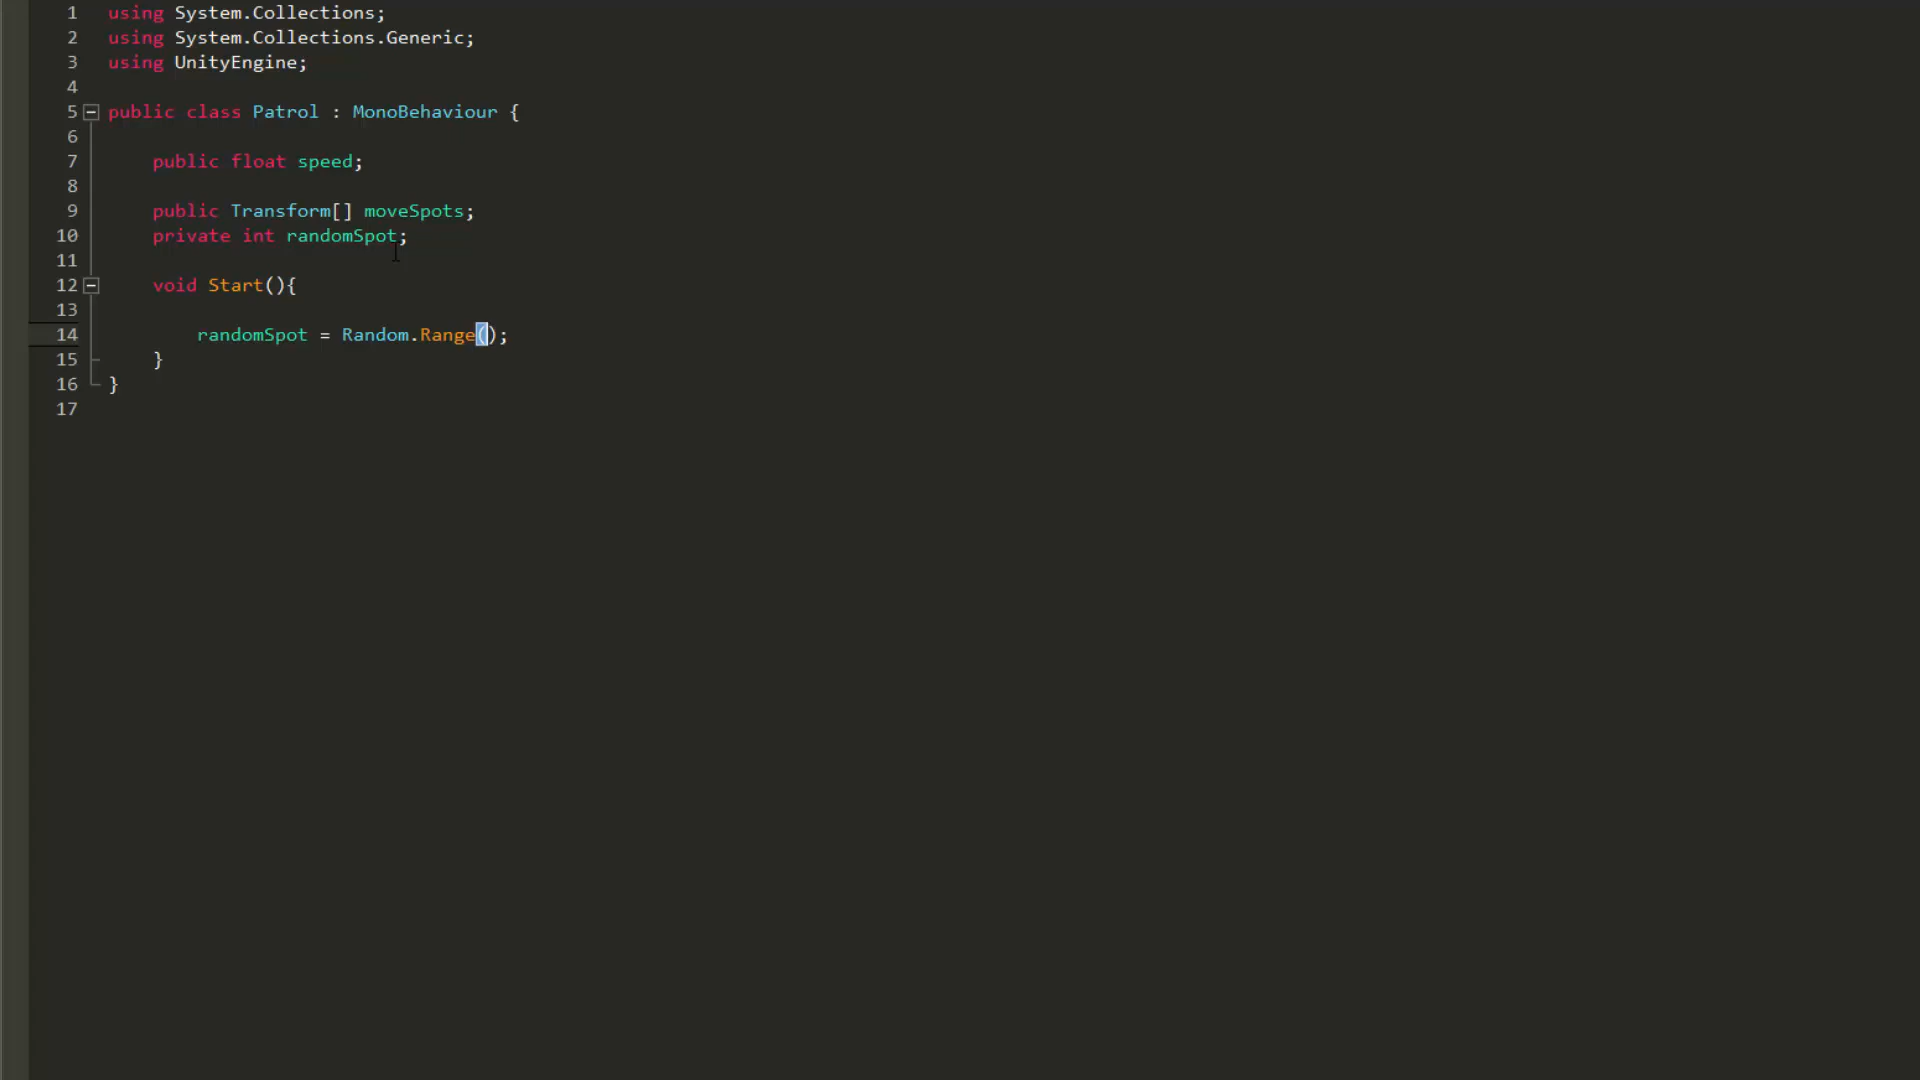 1 using System.Collections;
2 using System.Collections.Generic;
3 using UnityEngine;
4
5 public class Patrol : MonoBehaviour {
6
7 public float speed;
8
9 public Transform[] moveSpots;
10 private int randomSpot;
11
12 void Start(){
13
14 randomSpot = Random.Range();
15 }
16 }
17